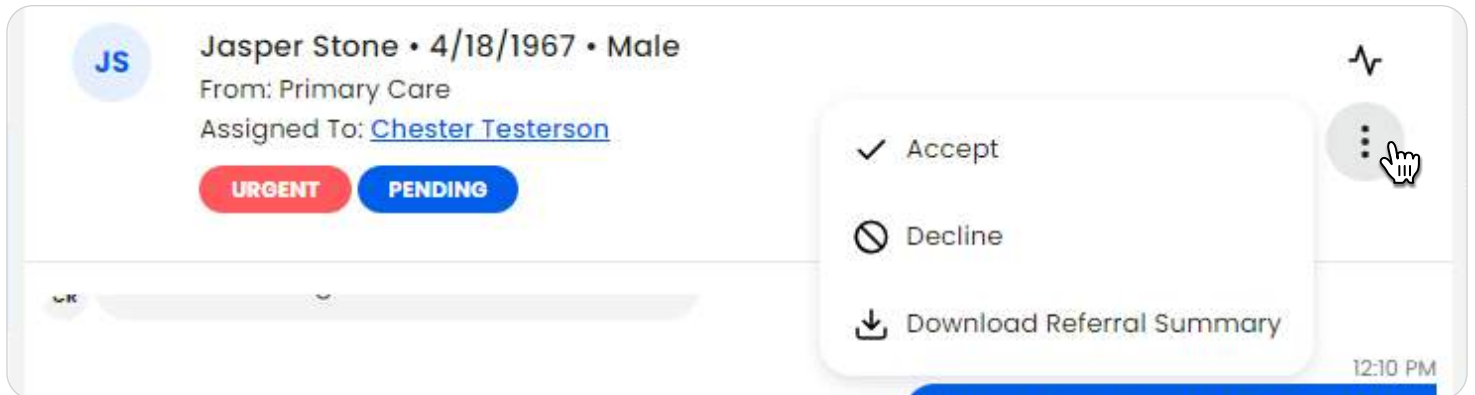 JS
Jasper Stone • 4/18/1967 • Male
From: Primary Care
Assigned To: Chester Testerson
URGENT PENDING
Accept
Decline
Download Referral Summary
12:10 PM